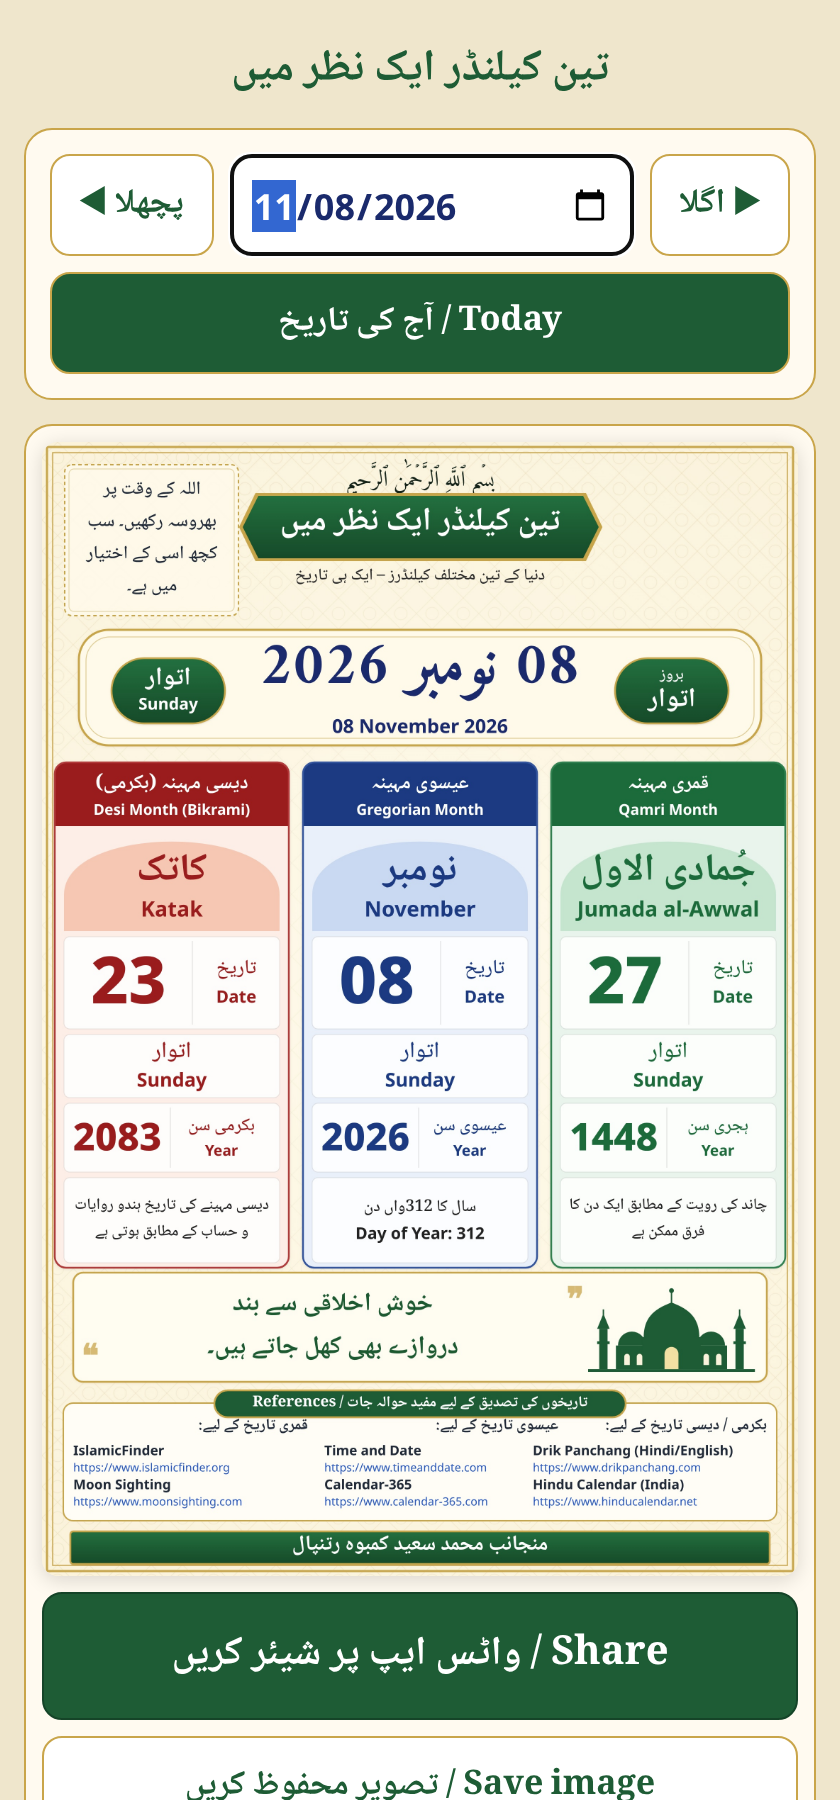 تین کیلنڈر ایک نظر میں
◀ پچھلا
11/08/2026
اگلا ▶
آج کی تاریخ / Today
اللہ کے وقت پر
بھروسہ رکھیں۔ سب
کچھ اسی کے اختیار
میں ہے۔
بِسْمِ ٱللَّهِ ٱلرَّحْمَٰنِ ٱلرَّحِيمِ
تین کیلنڈر ایک نظر میں
دنیا کے تین مختلف کیلنڈرز – ایک ہی تاریخ
بروز
اتوار
08 نومبر 2026
08 November 2026
اتوار
Sunday
قمری مہینہ
Qamri Month
جُمادی الاول
Jumada al-Awwal
تاریخ
Date
27
اتوار
Sunday
ہجری سن
Year
1448
چاند کی رویت کے مطابق ایک دن کا
فرق ممکن ہے
عیسوی مہینہ
Gregorian Month
نومبر
November
تاریخ
Date
08
اتوار
Sunday
عیسوی سن
Year
2026
سال کا 312واں دن
Day of Year: 312
دیسی مہینہ (بکرمی)
Desi Month (Bikrami)
کاتک
Katak
تاریخ
Date
23
اتوار
Sunday
بکرمی سن
Year
2083
دیسی مہینے کی تاریخ ہندو روایات
و حساب کے مطابق ہوتی ہے
❞
خوش اخلاقی سے بند
دروازے بھی کھل جاتے ہیں۔
❝
تاریخوں کی تصدیق کے لیے مفید حوالہ جات / References
بکرمی / دیسی تاریخ کے لیے:
Drik Panchang (Hindi/English)
https://www.drikpanchang.com
Hindu Calendar (India)
https://www.hinducalendar.net
عیسوی تاریخ کے لیے:
Time and Date
https://www.timeanddate.com
Calendar-365
https://www.calendar-365.com
قمری تاریخ کے لیے:
IslamicFinder
https://www.islamicfinder.org
Moon Sighting
https://www.moonsighting.com
منجانب محمد سعید کمبوہ رتنپال
واٹس ایپ پر شیئر کریں / Share
تصویر محفوظ کریں / Save image